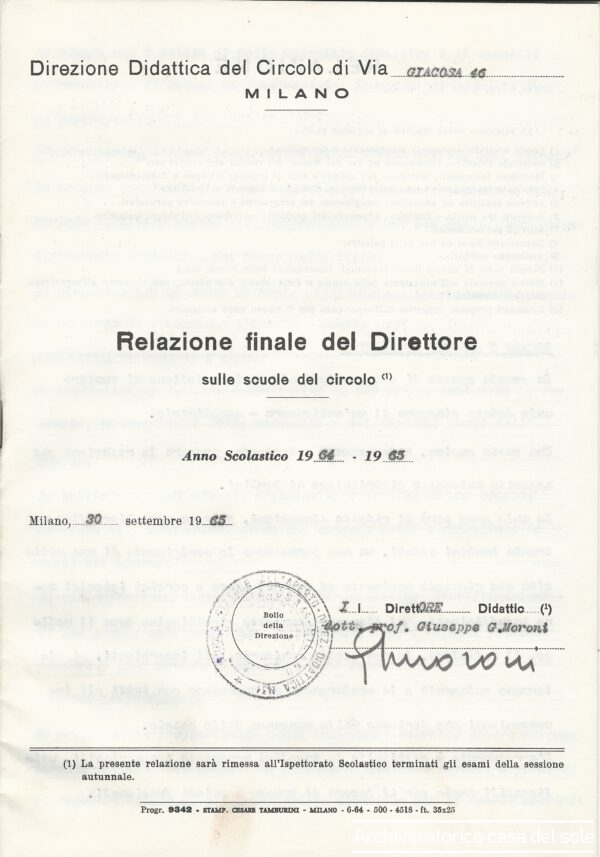 Direzione Didattica del Circolo di Via GIACOSA 46
MILANO
Relazione finale del Direttore
sulle scuole del circolo (1)
Anno Scolastico 1964 - 1965
Milano, 30 settembre 1965
Bollo
della
Direzione
Il DirettORE Didattic (1)
dott. prof. Giuseppe G.Moroni
GMoroni
(1) La presente relazione sarà rimessa all'Ispettorato Scolastico terminati gli esami della sessione
autunnale.
Progr. 9342 - STAMP. CESARE TAMBURINI - MILANO - 6-64 - 500 - 4518 - ft. 35x25
Archivio storico casa del sole